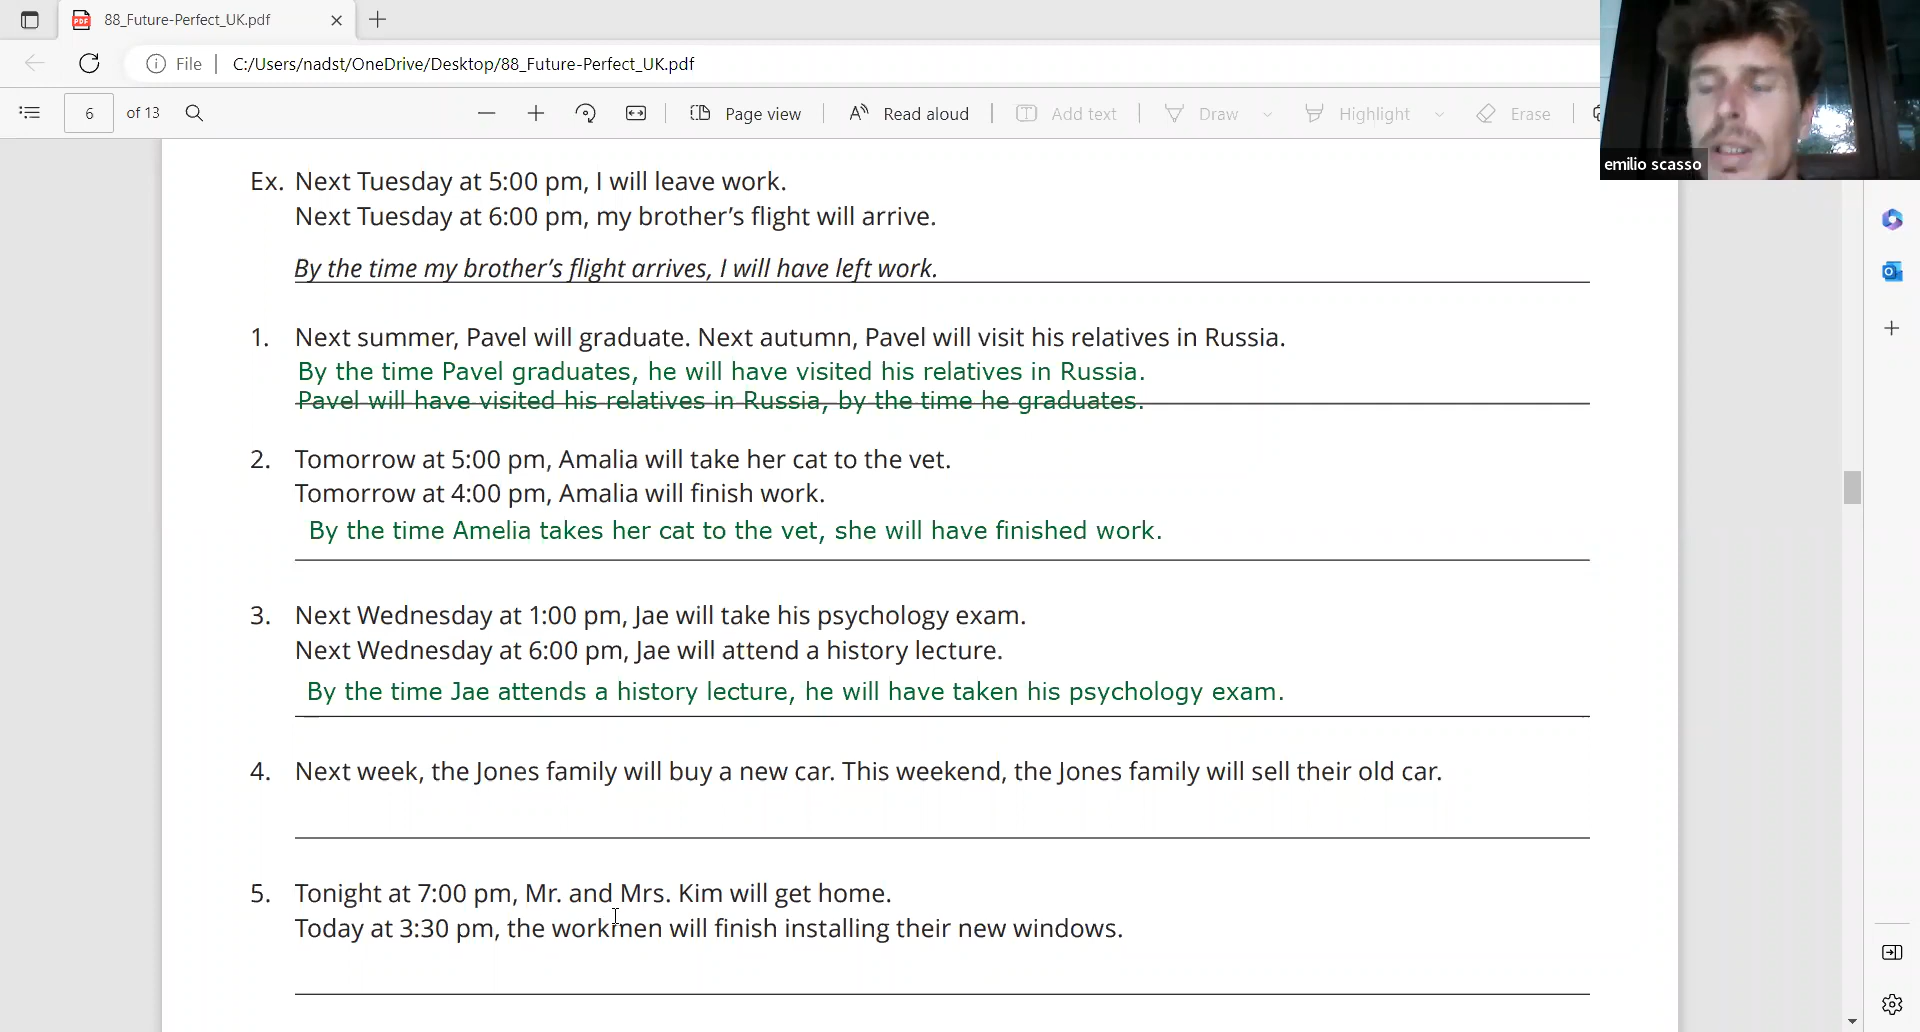 88_Future-Perfect_UK.pdf
File
C:/Users/nadst/OneDrive/Desktop/88_Future-Perfect_UK.pdf
6 of 13
Page view
Read aloud
Add text
Draw
Highlight
Erase
emilio scasso
Ex. Next Tuesday at 5:00 pm, I will leave work.
Next Tuesday at 6:00 pm, my brother's flight will arrive.
By the time my brother's flight arrives, I will have left work.
1. Next summer, Pavel will graduate. Next autumn, Pavel will visit his relatives in Russia.
By the time Pavel graduates, he will have visited his relatives in Russia.
Pavel will have visited his relatives in Russia, by the time he graduates.
2. Tomorrow at 5:00 pm, Amalia will take her cat to the vet.
Tomorrow at 4:00 pm, Amalia will finish work.
By the time Amelia takes her cat to the vet, she will have finished work.
3. Next Wednesday at 1:00 pm, Jae will take his psychology exam.
Next Wednesday at 6:00 pm, Jae will attend a history lecture.
By the time Jae attends a history lecture, he will have taken his psychology exam.
4. Next week, the Jones family will buy a new car. This weekend, the Jones family will sell their old car.
5. Tonight at 7:00 pm, Mr. and Mrs. Kim will get home.
Today at 3:30 pm, the workmen will finish installing their new windows.